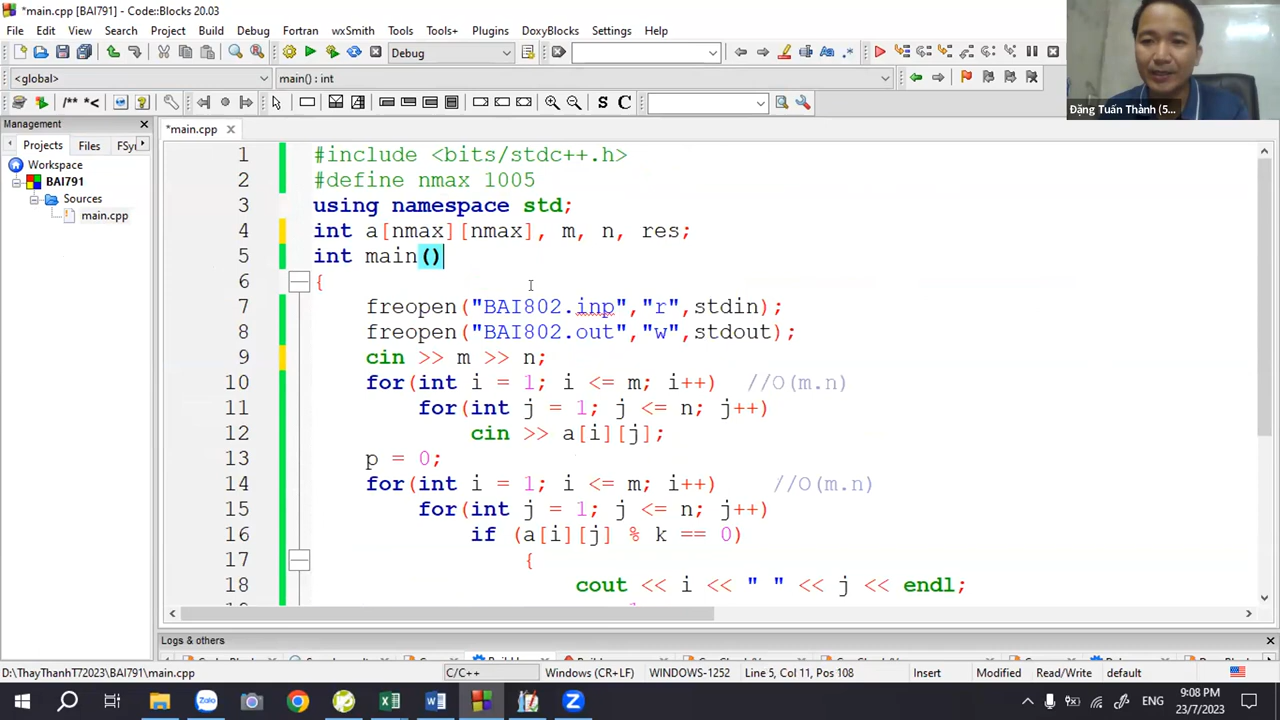 *main.cpp [BAI791] - Code::Blocks 20.03
File Edit View Search Project Build Debug Fortran wxSmith Tools Tools+ Plugins DoxyBlocks Settings Help
Debug
<global> main() : int
/** *<
S C
Đặng Tuấn Thành (5...
Management
Projects Files FSy
Workspace
BAI791
Sources
main.cpp
*main.cpp
1 #include <bits/stdc++.h>
2 #define nmax 1005
3 using namespace std;
4 int a[nmax][nmax], m, n, res;
5 int main()
6 {
7 freopen("BAI802.inp","r",stdin);
8 freopen("BAI802.out","w",stdout);
9 cin >> m >> n;
10 for(int i = 1; i <= m; i++) //O(m.n)
11 for(int j = 1; j <= n; j++)
12 cin >> a[i][j];
13 p = 0;
14 for(int i = 1; i <= m; i++) //O(m.n)
15 for(int j = 1; j <= n; j++)
16 if (a[i][j] % k == 0)
17 {
18 cout << i << " " << j << endl;
Logs & others
D:\ThayThanhT72023\BAI791\main.cpp C/C++ Windows (CR+LF) WINDOWS-1252 Line 5, Col 11, Pos 108 Insert Modified Read/Write default
ENG
9:08 PM
23/7/2023